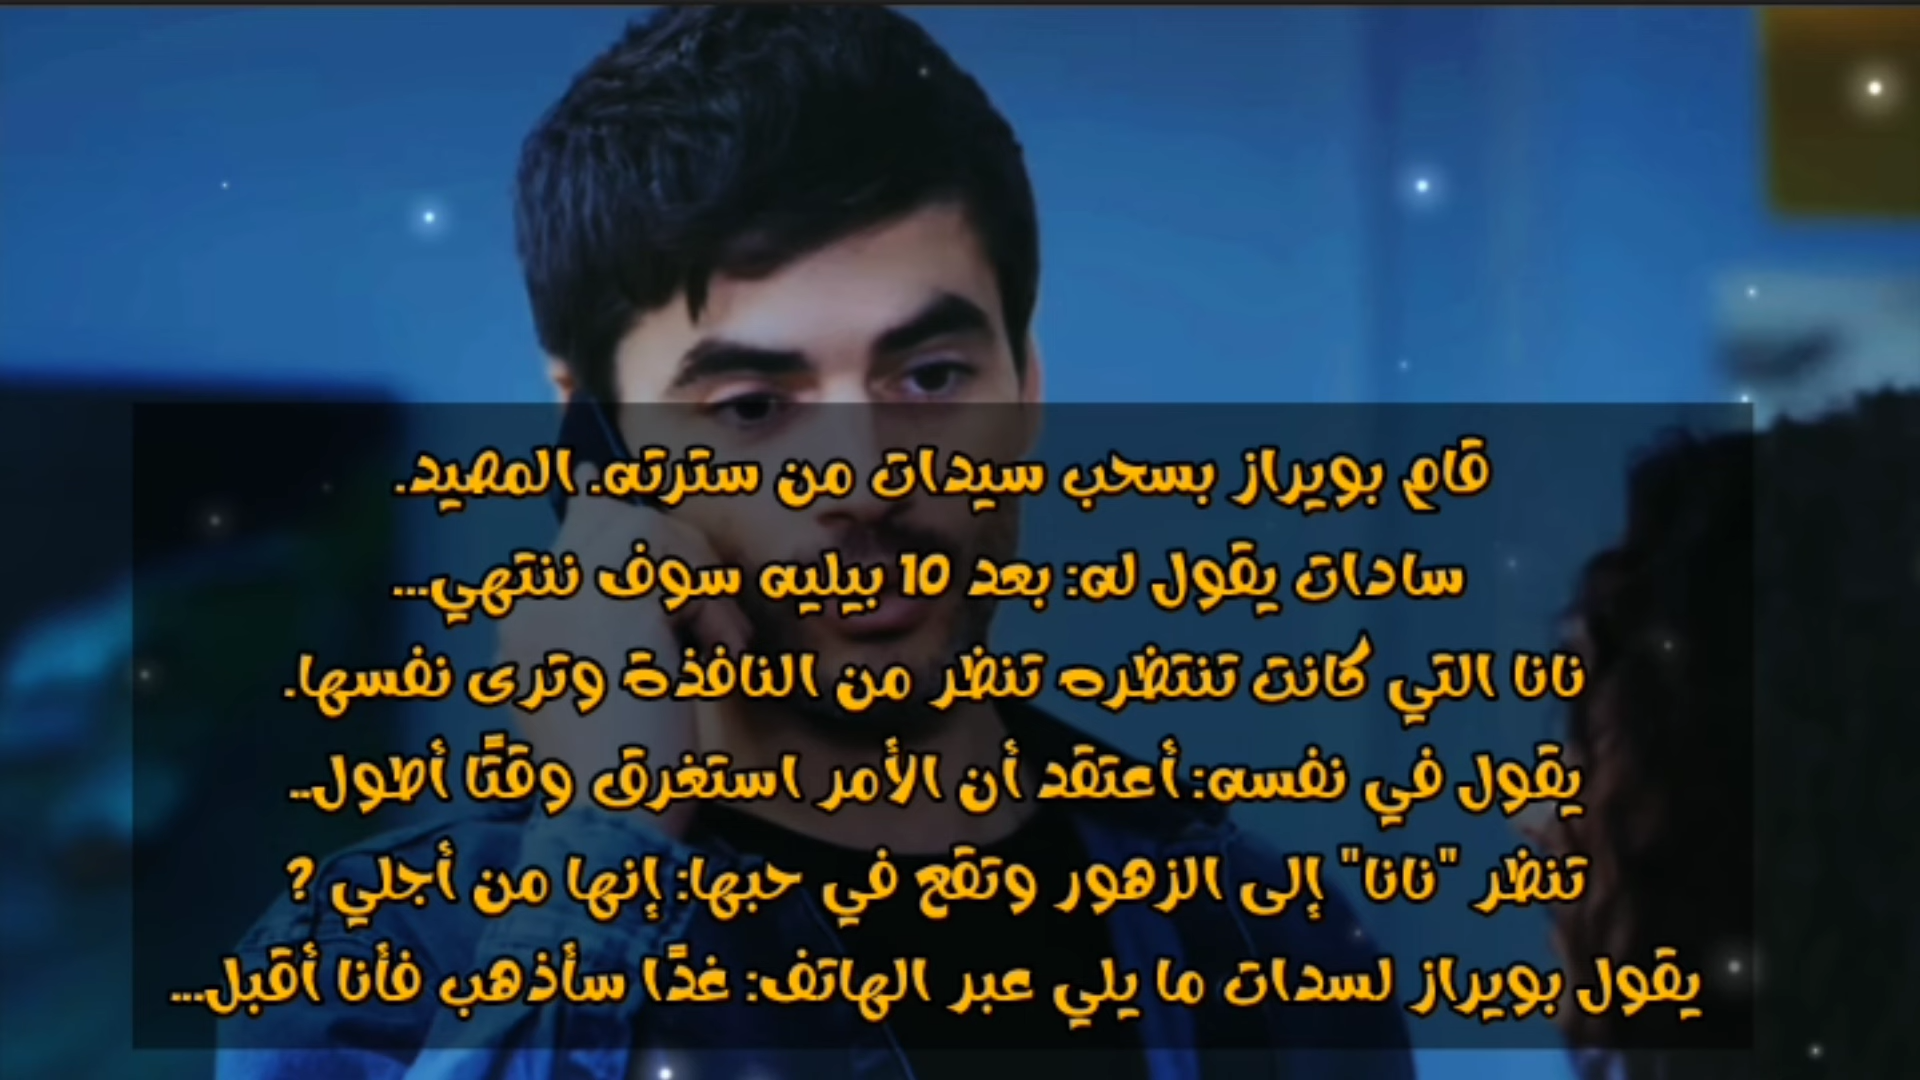 قام بويراز بسحب سيدات من سترته. المصيد.
سادات يقول له: بعد 10 بيليه سوف ننتهي...
نانا التي كانت تنتظره تنظر من النافذة وترى نفسها.
يقول في نفسه: أعتقد أن الأمر استغرق وقتًا أطول..
تنظر "نانا" إلى الزهور وتقع في حبها: إنها من أجلي ?
يقول بويراز لسدات ما يلي عبر الهاتف: غدًا سأذهب فأنا أقبل...